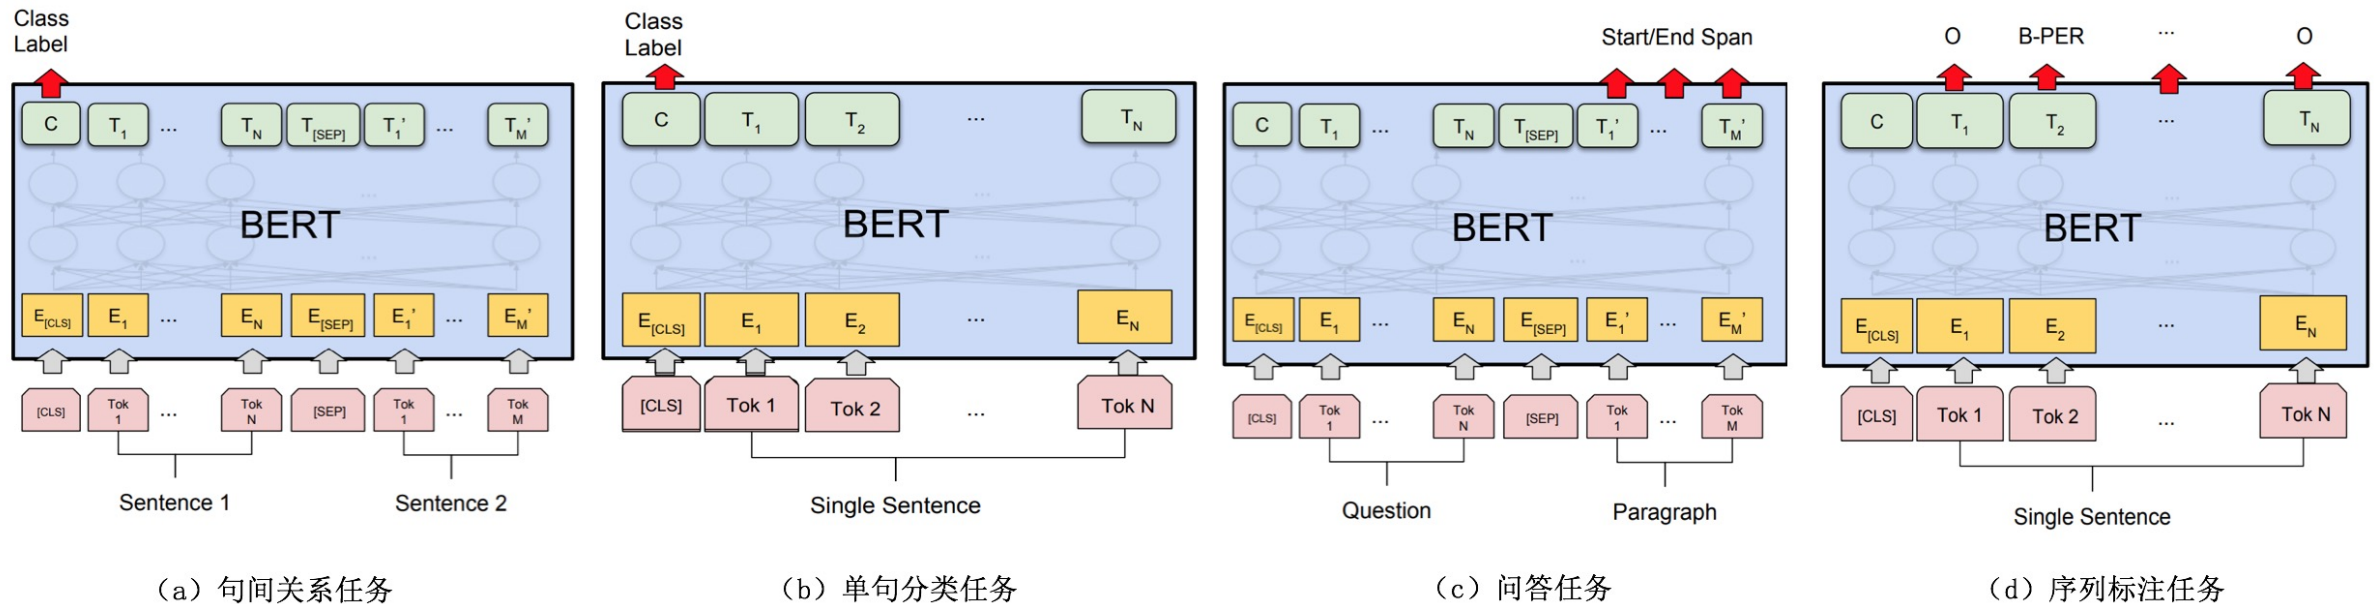 Class
Label
C T1 ... TN T[SEP] T1’ ... TM’
...
BERT
...
E[CLS] E1 ... EN E[SEP] E1’ ... EM’
[CLS] Tok 1 ... Tok N [SEP] Tok 1 ... Tok M
Sentence 1 Sentence 2
（a）句间关系任务
Class
Label
C T1 T2 ... TN
...
BERT
...
E[CLS] E1 E2 ... EN
[CLS] Tok 1 Tok 2 ... Tok N
Single Sentence
（b）单句分类任务
Start/End Span
C T1 ... TN T[SEP] T1’ ... TM’
...
BERT
...
E[CLS] E1 ... EN E[SEP] E1’ ... EM’
[CLS] Tok 1 ... Tok N [SEP] Tok 1 ... Tok M
Question Paragraph
（c）问答任务
O B-PER ... O
C T1 T2 ... TN
...
BERT
...
E[CLS] E1 E2 ... EN
[CLS] Tok 1 Tok 2 ... Tok N
Single Sentence
（d）序列标注任务